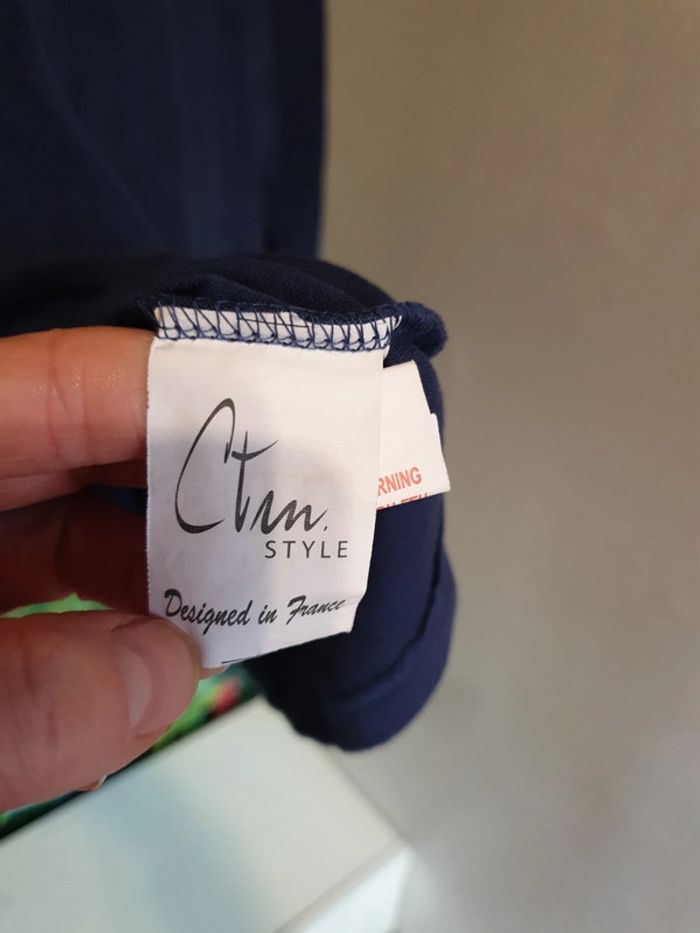 Ctm.
STYLE
Designed in France
RNING